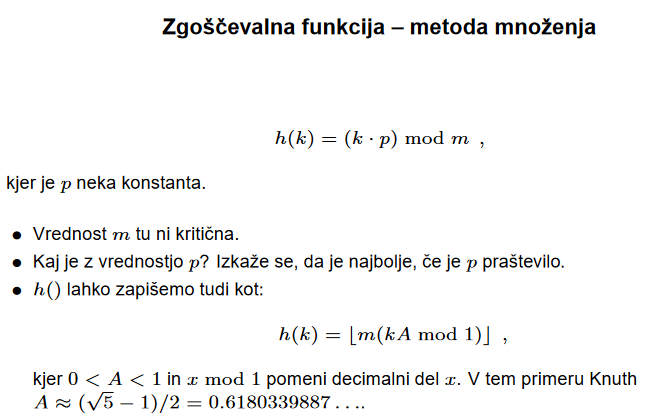 Zgoščevalna funkcija – metoda množenja
h(k) = (k · p) mod m ,
kjer je p neka konstanta.
● Vrednost m tu ni kritična.
● Kaj je z vrednostjo p? Izkaže se, da je najbolje, če je p praštevilo.
● h() lahko zapišemo tudi kot:
h(k) = ⌊m(kA mod 1)⌋ ,
kjer 0 < A < 1 in x mod 1 pomeni decimalni del x. V tem primeru Knuth
A ≈ (√5 − 1)/2 = 0.6180339887 . . ..